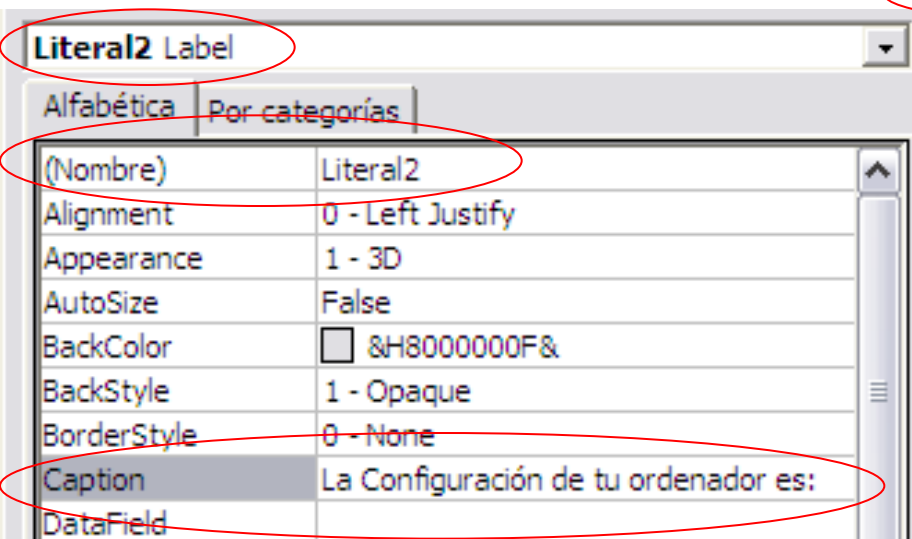 Literal2 Label
Alfabética Por categorías
(Nombre) Literal2
Alignment 0 - Left Justify
Appearance 1 - 3D
AutoSize False
BackColor &H8000000F&
BackStyle 1 - Opaque
BorderStyle 0 - None
Caption La Configuración de tu ordenador es:
DataField